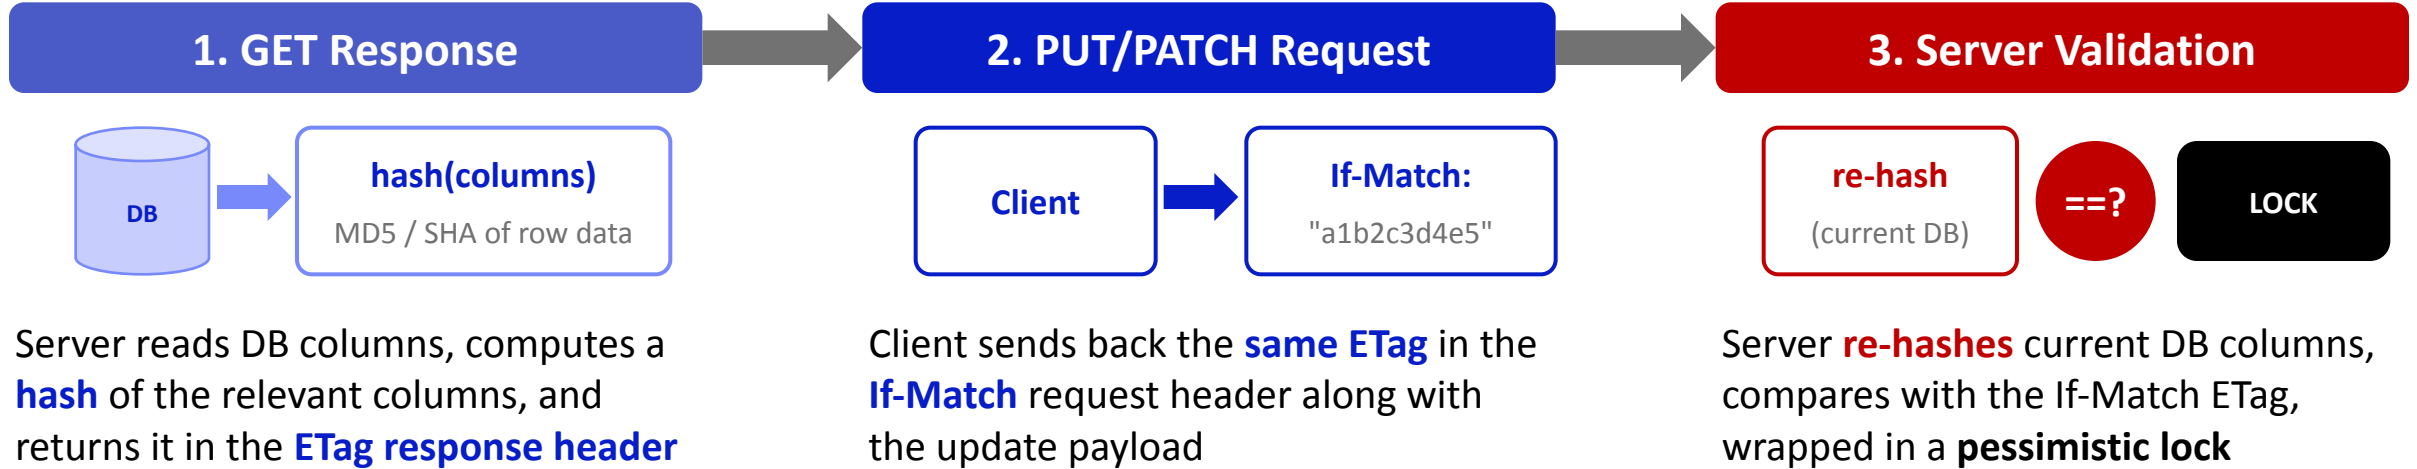 1. GET Response
2. PUT/PATCH Request
3. Server Validation
DB
hash(columns)
MD5 / SHA of row data
Client
If-Match:
"a1b2c3d4e5"
re-hash
(current DB)
==?
LOCK
Server reads DB columns, computes a
hash of the relevant columns, and
returns it in the ETag response header
Client sends back the same ETag in the
If-Match request header along with
the update payload
Server re-hashes current DB columns,
compares with the If-Match ETag,
wrapped in a pessimistic lock